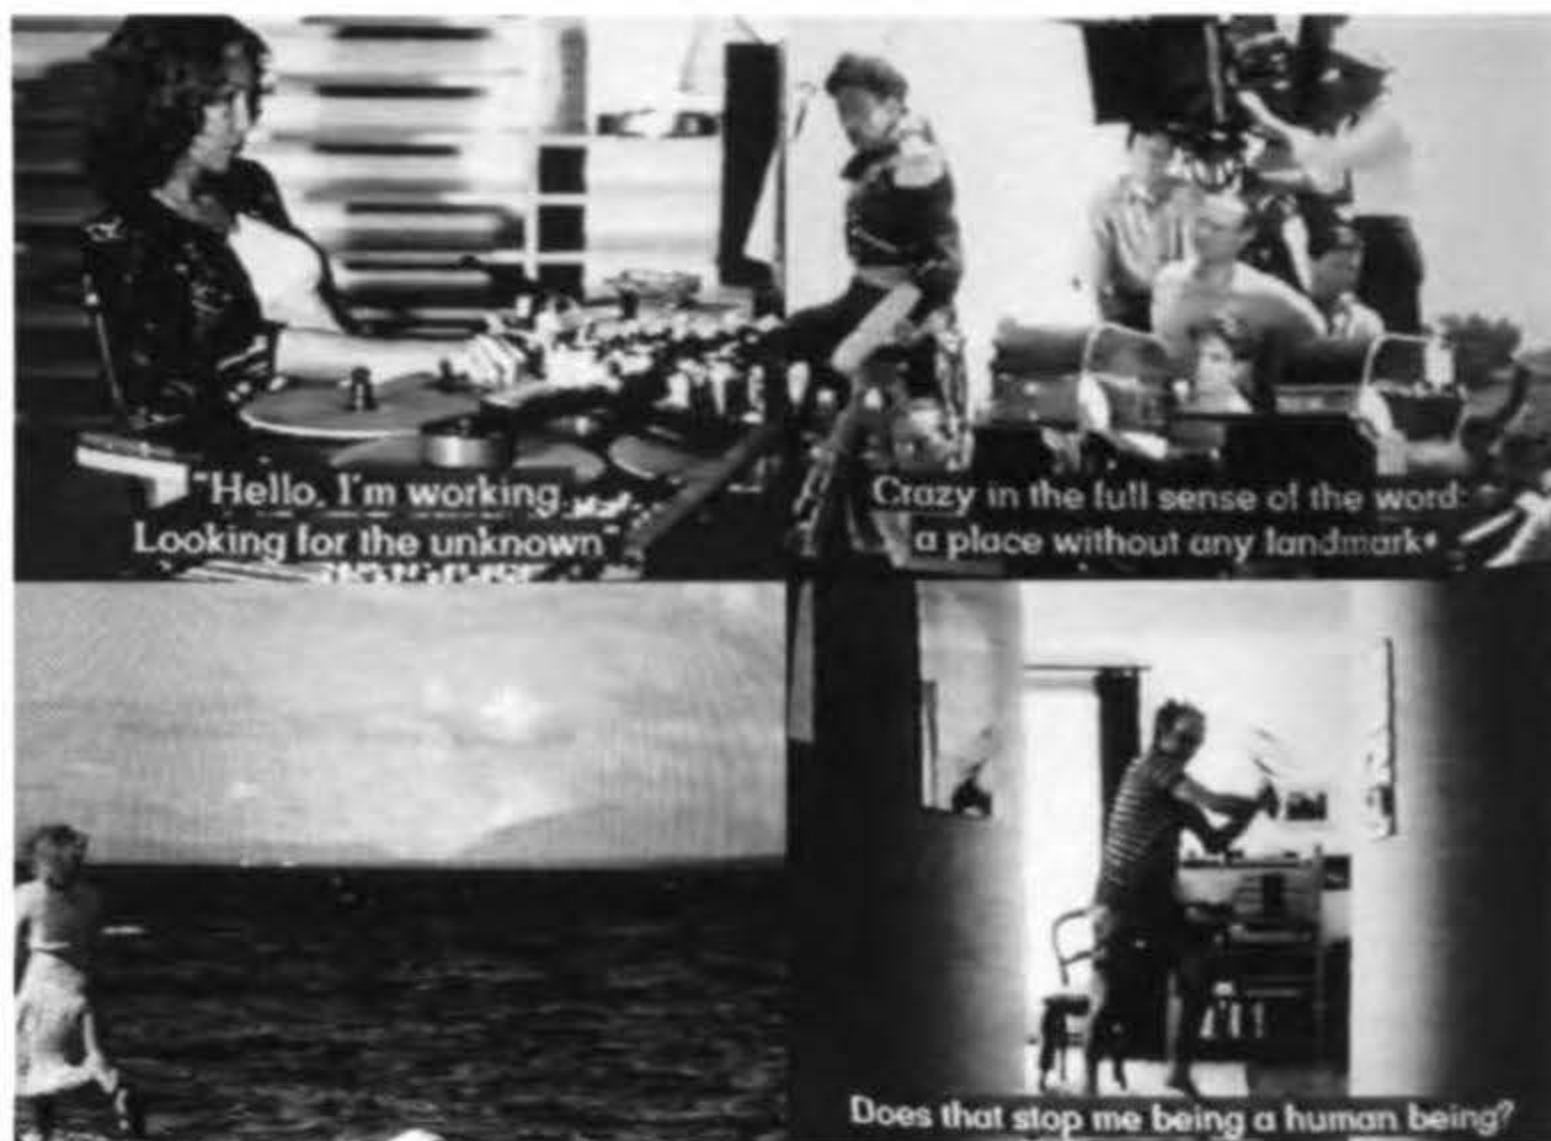 "Hello. I'm working.
Looking for the unknown"
Crazy in the full sense of the word:
a place without any landmark
Does that stop me being a human being?